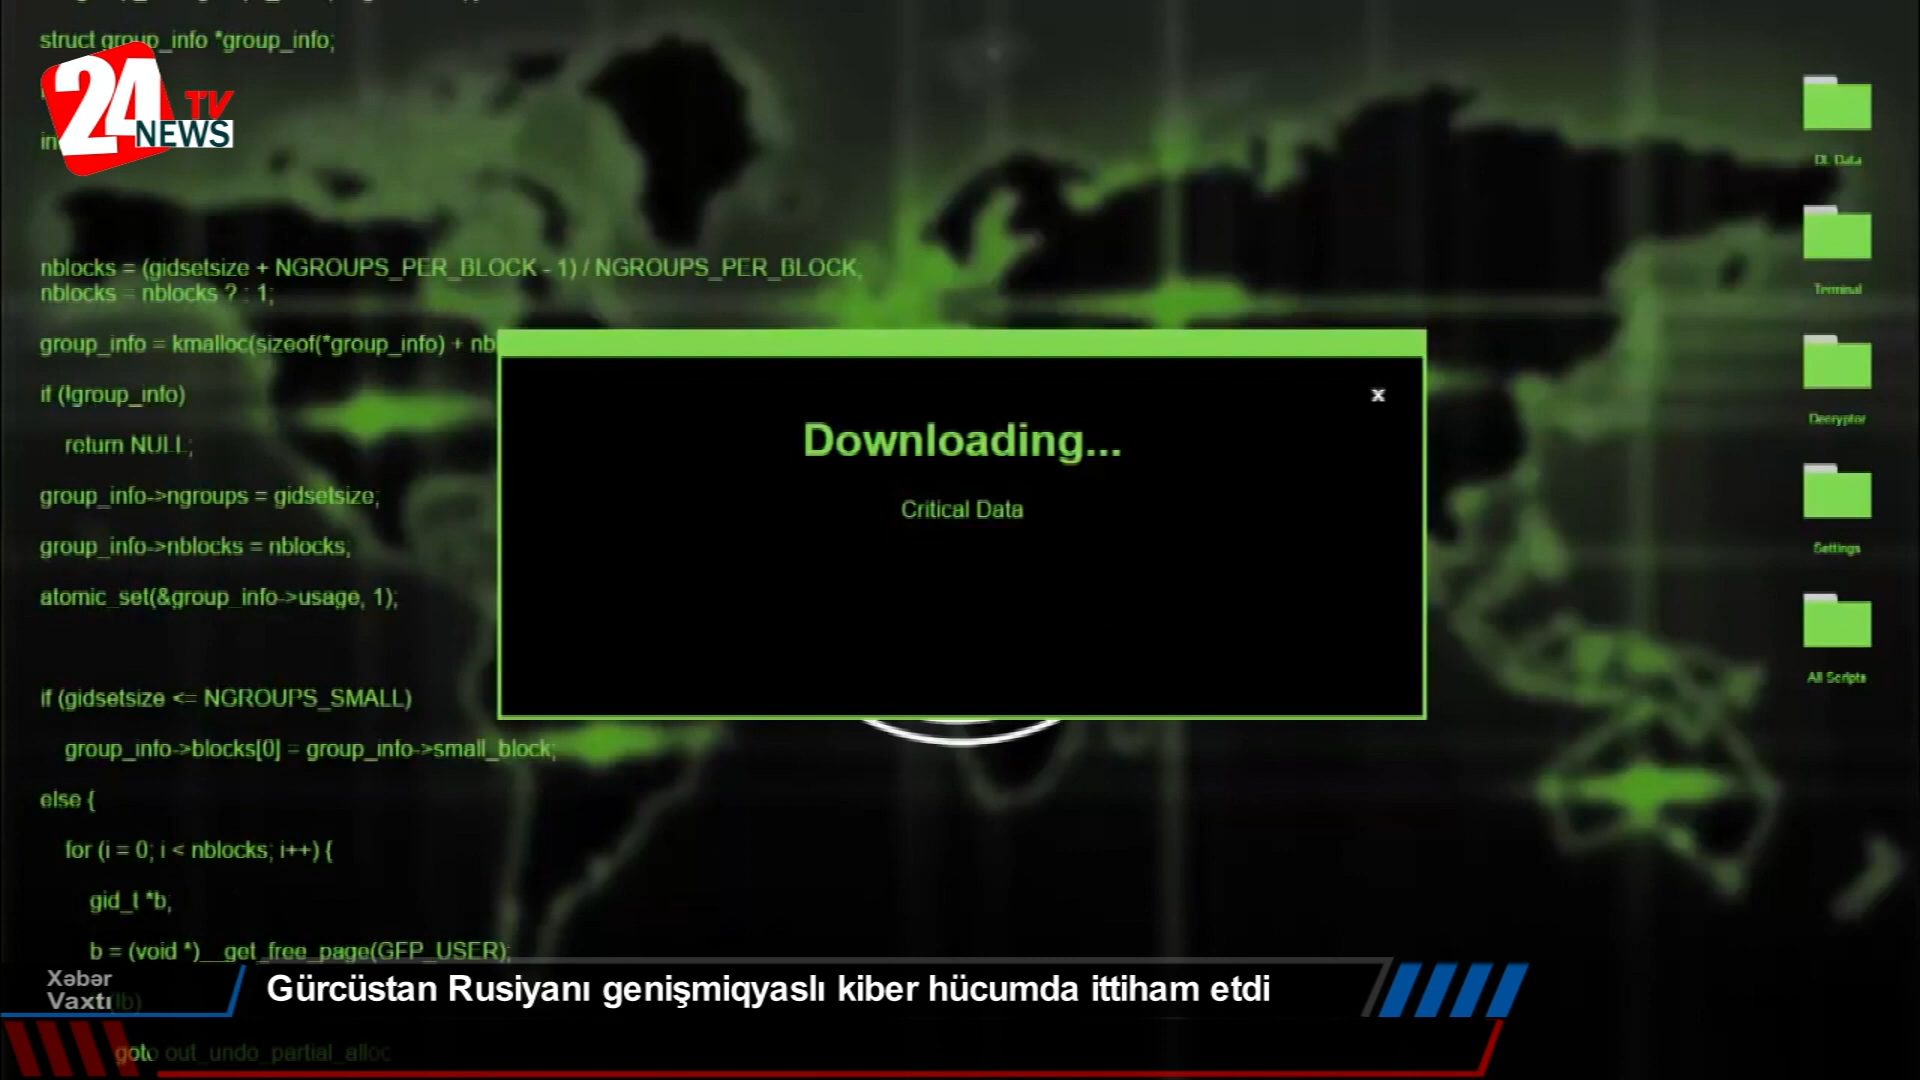 struct group_info *group_info;
24
TV
NEWS
in
nblocks = (gidsetsize + NGROUPS_PER_BLOCK - 1) / NGROUPS_PER_BLOCK;
nblocks = nblocks ? : 1;
group_info = kmalloc(sizeof(*group_info) + nb
if (!group_info)
return NULL;
group_info->ngroups = gidsetsize;
group_info->nblocks = nblocks;
atomic_set(&group_info->usage, 1);
if (gidsetsize <= NGROUPS_SMALL)
group_info->blocks[0] = group_info->small_block;
else {
for (i = 0; i < nblocks; i++) {
gid_t *b;
b = (void *)__get_free_page(GFP_USER);
goto out_undo_partial_alloc
x
Downloading...
Critical Data
DL Data
Terminal
Decryptor
Settings
All Scripts
Xəbər
Vaxtı
Gürcüstan Rusiyanı genişmiqyaslı kiber hücumda ittiham etdi